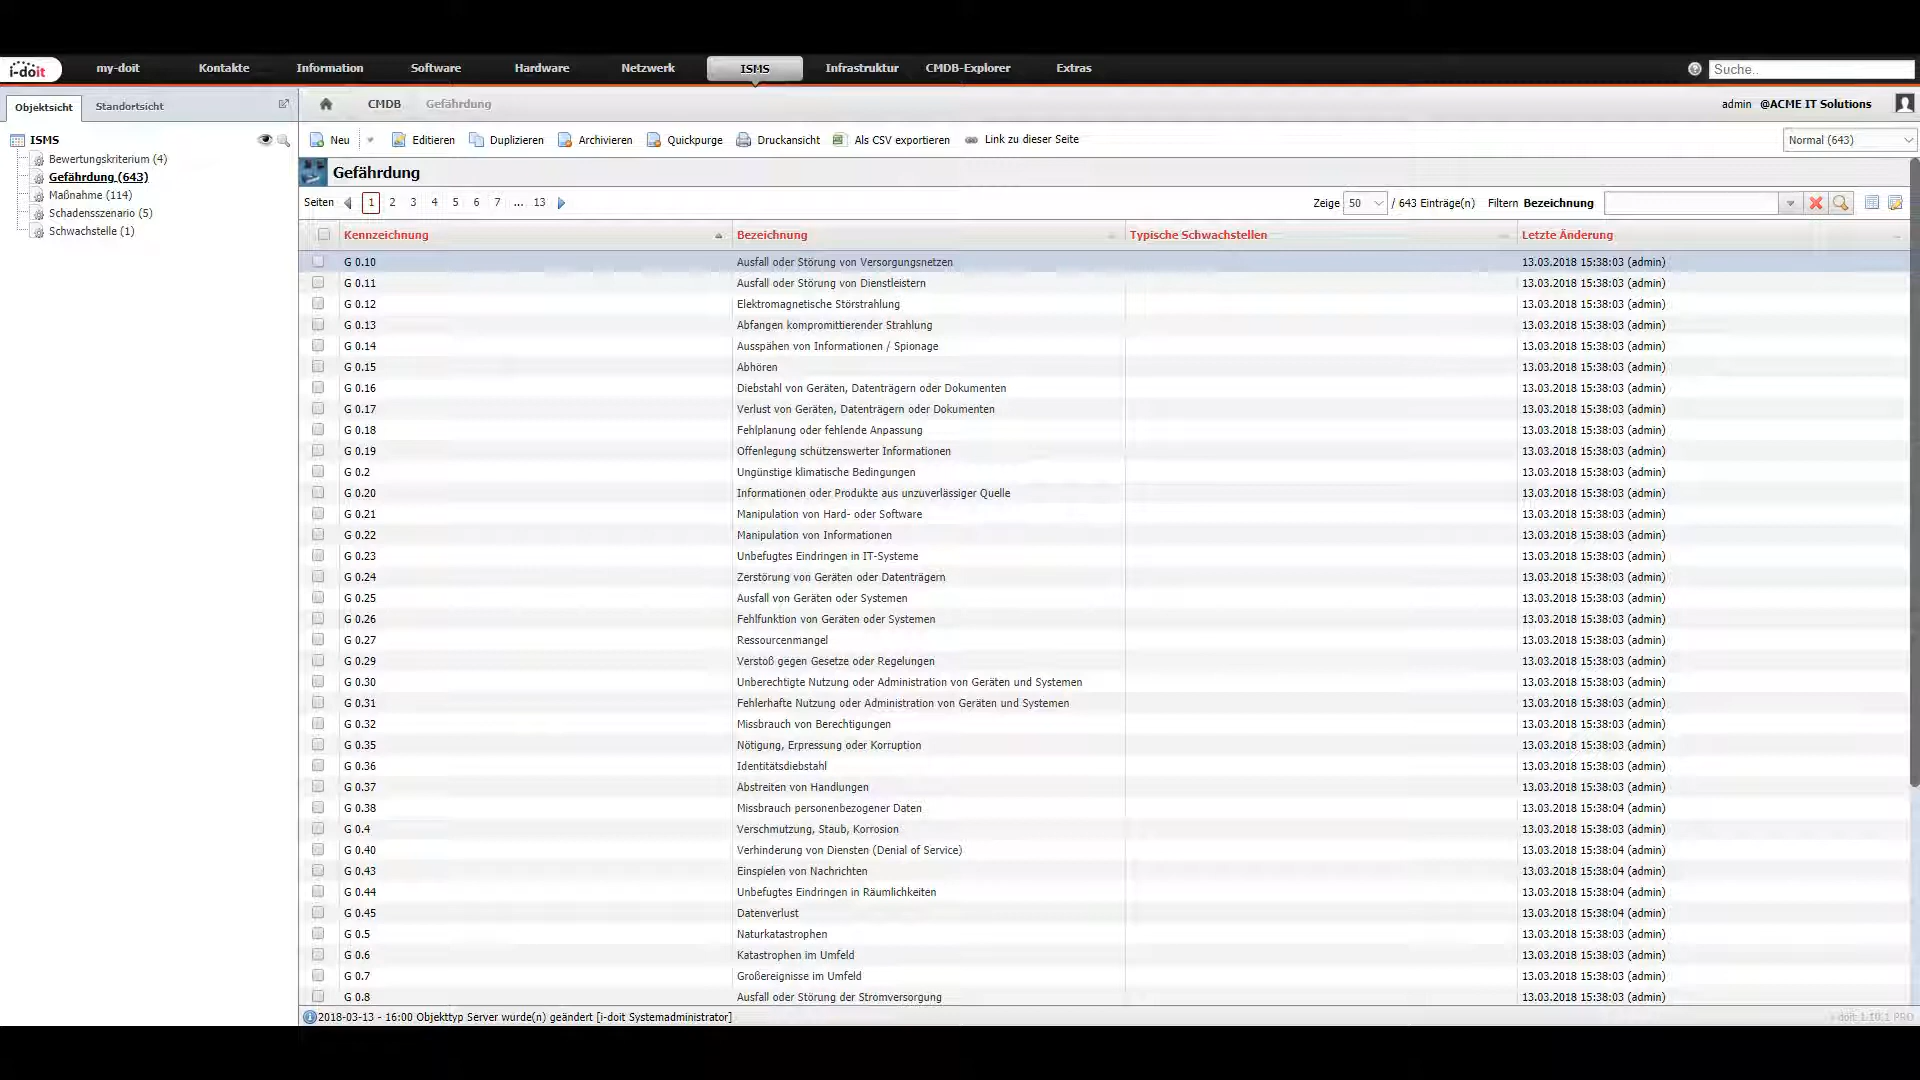 i-doit my-doit Kontakte Information Software Hardware Netzwerk ISMS Infrastruktur CMDB-Explorer Extras Suche..
Objektsicht Standortsicht CMDB Gefährdung admin @ACME IT Solutions
ISMS
Bewertungskriterium (4)
Gefährdung (643)
Maßnahme (114)
Schadensszenario (5)
Schwachstelle (1)
Neu Editieren Duplizieren Archivieren Quickpurge Druckansicht Als CSV exportieren Link zu dieser Seite Normal (643)
Gefährdung
Seiten 1 2 3 4 5 6 7 ... 13 Zeige 50 / 643 Einträge(n) Filtern Bezeichnung
Kennzeichnung Bezeichnung Typische Schwachstellen Letzte Änderung
G 0.10 Ausfall oder Störung von Versorgungsnetzen 13.03.2018 15:38:03 (admin)
G 0.11 Ausfall oder Störung von Dienstleistern 13.03.2018 15:38:03 (admin)
G 0.12 Elektromagnetische Störstrahlung 13.03.2018 15:38:03 (admin)
G 0.13 Abfangen kompromittierender Strahlung 13.03.2018 15:38:03 (admin)
G 0.14 Ausspähen von Informationen / Spionage 13.03.2018 15:38:03 (admin)
G 0.15 Abhören 13.03.2018 15:38:03 (admin)
G 0.16 Diebstahl von Geräten, Datenträgern oder Dokumenten 13.03.2018 15:38:03 (admin)
G 0.17 Verlust von Geräten, Datenträgern oder Dokumenten 13.03.2018 15:38:03 (admin)
G 0.18 Fehlplanung oder fehlende Anpassung 13.03.2018 15:38:03 (admin)
G 0.19 Offenlegung schützenswerter Informationen 13.03.2018 15:38:03 (admin)
G 0.2 Ungünstige klimatische Bedingungen 13.03.2018 15:38:03 (admin)
G 0.20 Informationen oder Produkte aus unzuverlässiger Quelle 13.03.2018 15:38:03 (admin)
G 0.21 Manipulation von Hard- oder Software 13.03.2018 15:38:03 (admin)
G 0.22 Manipulation von Informationen 13.03.2018 15:38:03 (admin)
G 0.23 Unbefugtes Eindringen in IT-Systeme 13.03.2018 15:38:03 (admin)
G 0.24 Zerstörung von Geräten oder Datenträgern 13.03.2018 15:38:03 (admin)
G 0.25 Ausfall von Geräten oder Systemen 13.03.2018 15:38:03 (admin)
G 0.26 Fehlfunktion von Geräten oder Systemen 13.03.2018 15:38:03 (admin)
G 0.27 Ressourcenmangel 13.03.2018 15:38:03 (admin)
G 0.29 Verstoß gegen Gesetze oder Regelungen 13.03.2018 15:38:03 (admin)
G 0.30 Unberechtigte Nutzung oder Administration von Geräten und Systemen 13.03.2018 15:38:03 (admin)
G 0.31 Fehlerhafte Nutzung oder Administration von Geräten und Systemen 13.03.2018 15:38:03 (admin)
G 0.32 Missbrauch von Berechtigungen 13.03.2018 15:38:03 (admin)
G 0.35 Nötigung, Erpressung oder Korruption 13.03.2018 15:38:03 (admin)
G 0.36 Identitätsdiebstahl 13.03.2018 15:38:03 (admin)
G 0.37 Abstreiten von Handlungen 13.03.2018 15:38:03 (admin)
G 0.38 Missbrauch personenbezogener Daten 13.03.2018 15:38:04 (admin)
G 0.4 Verschmutzung, Staub, Korrosion 13.03.2018 15:38:03 (admin)
G 0.40 Verhinderung von Diensten (Denial of Service) 13.03.2018 15:38:04 (admin)
G 0.43 Einspielen von Nachrichten 13.03.2018 15:38:04 (admin)
G 0.44 Unbefugtes Eindringen in Räumlichkeiten 13.03.2018 15:38:04 (admin)
G 0.45 Datenverlust 13.03.2018 15:38:04 (admin)
G 0.5 Naturkatastrophen 13.03.2018 15:38:03 (admin)
G 0.6 Katastrophen im Umfeld 13.03.2018 15:38:03 (admin)
G 0.7 Großereignisse im Umfeld 13.03.2018 15:38:03 (admin)
G 0.8 Ausfall oder Störung der Stromversorgung 13.03.2018 15:38:03 (admin)
2018-03-13 - 16:00 Objekttyp Server wurde(n) geändert [i-doit Systemadministrator] i-doit 1.10.1 PRO